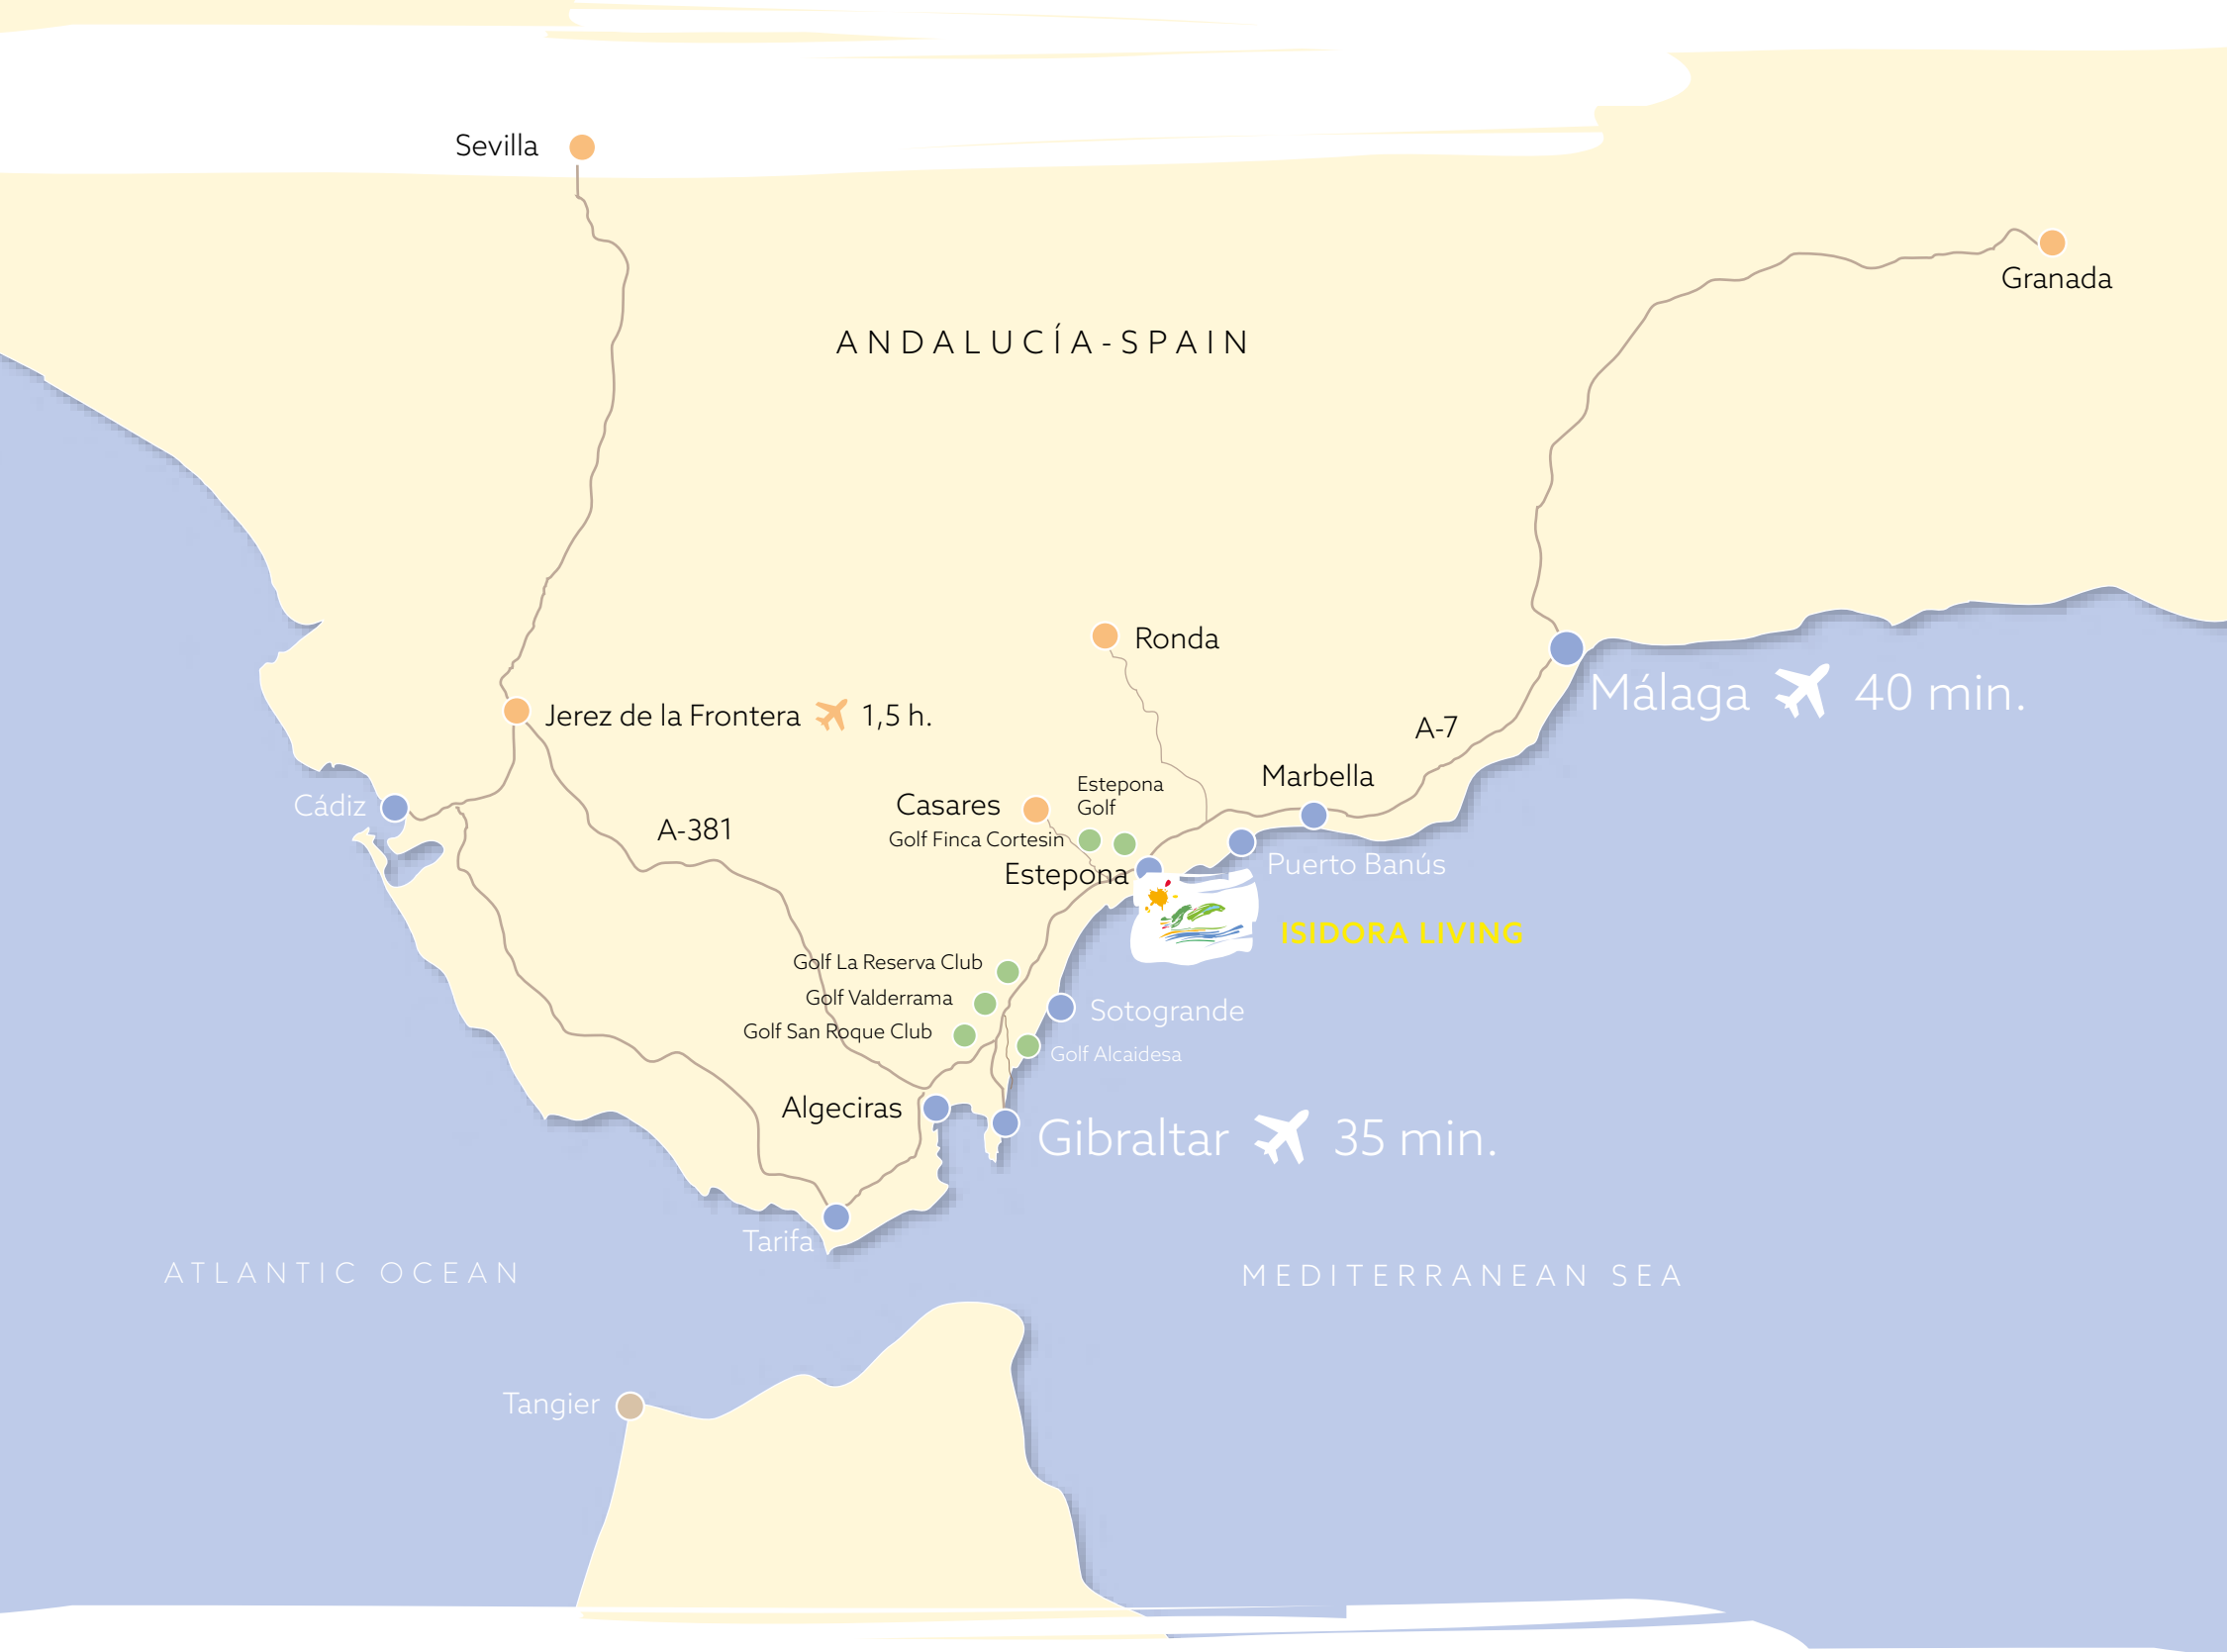 Sevilla
Granada
ANDALUCÍA-SPAIN
Ronda
Málaga 40 min.
Jerez de la Frontera 1,5 h.
A-7
Marbella
Estepona
Golf
Casares
Cádiz
A-381
Golf Finca Cortesin
Puerto Banús
Estepona
ISIDORA LIVING
Golf La Reserva Club
Golf Valderrama
Sotogrande
Golf San Roque Club
Golf Alcaidesa
Algeciras
Gibraltar 35 min.
Tarifa
ATLANTIC OCEAN
MEDITERRANEAN SEA
Tangier